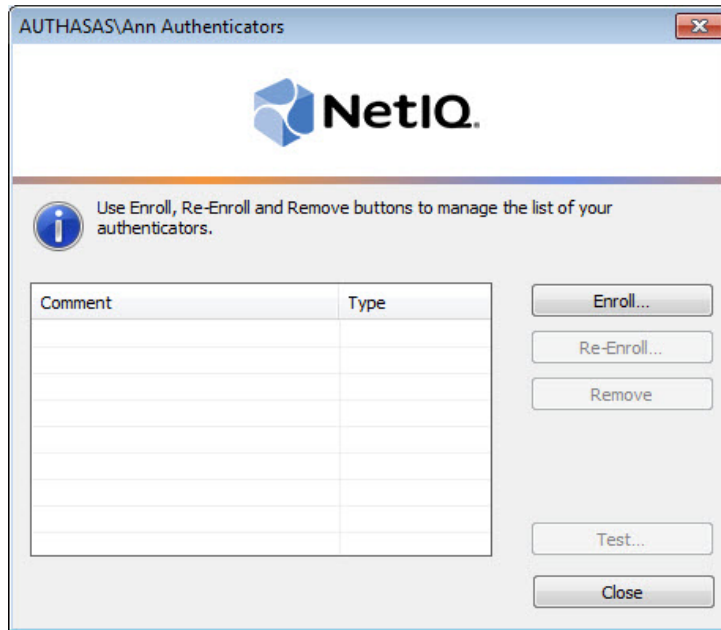 AUTHASAS\Ann Authenticators
NetIQ.
Use Enroll, Re-Enroll and Remove buttons to manage the list of your
authenticators.
Comment Type
Enroll...
Re-Enroll...
Remove
Test...
Close